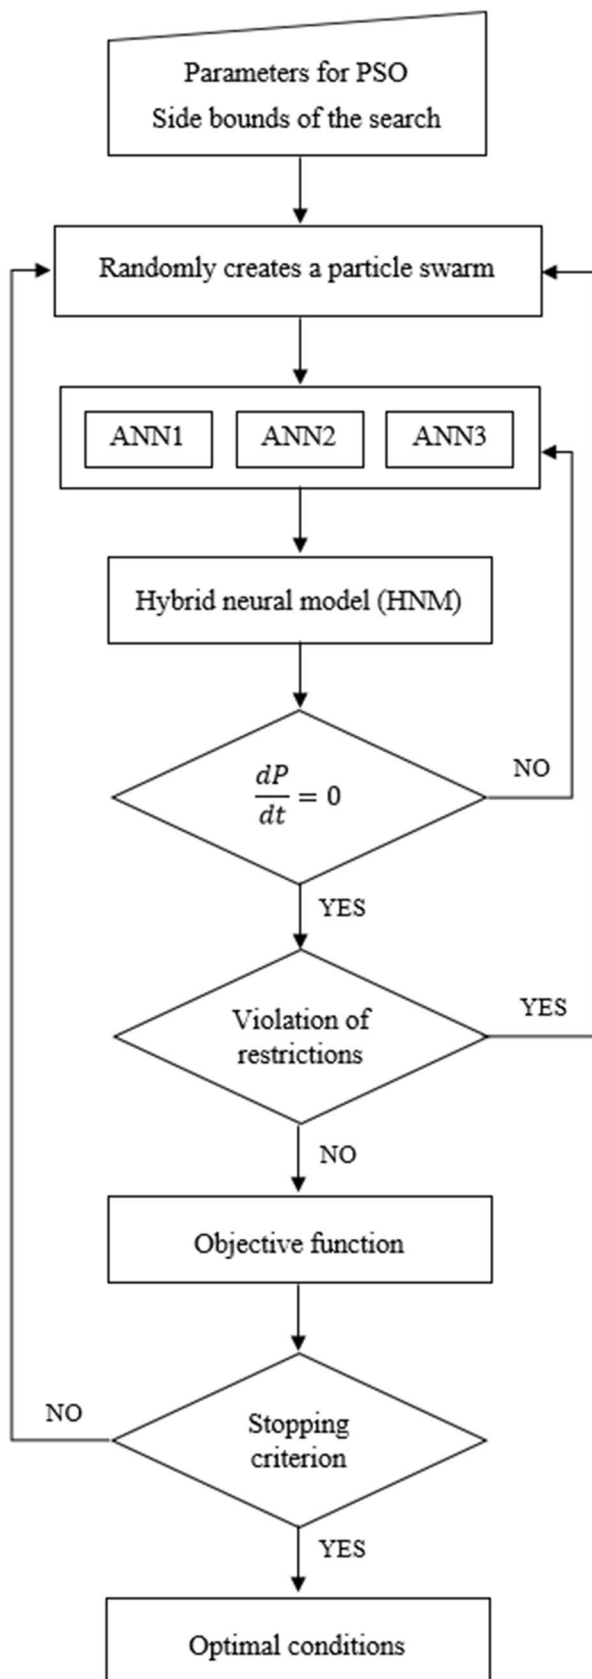 Parameters for PSO
Side bounds of the search
Randomly creates a particle swarm
ANN1 ANN2 ANN3
Hybrid neural model (HNM)
dP/dt = 0
NO
YES
Violation of
restrictions
YES
NO
Objective function
Stopping
criterion
NO
YES
Optimal conditions